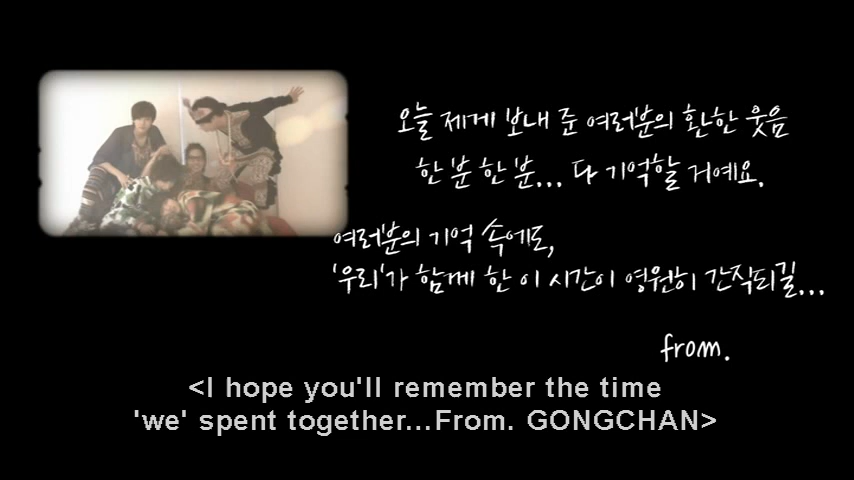 오늘 제게 보내 준 여러분의 환한 웃음
한 분 한 분... 다 기억할 거예요.
여러분의 기억 속에도,
'우리'가 함께 한 이 시간이 영원히 간직되길...
from.
<I hope you'll remember the time
'we' spent together...From. GONGCHAN>